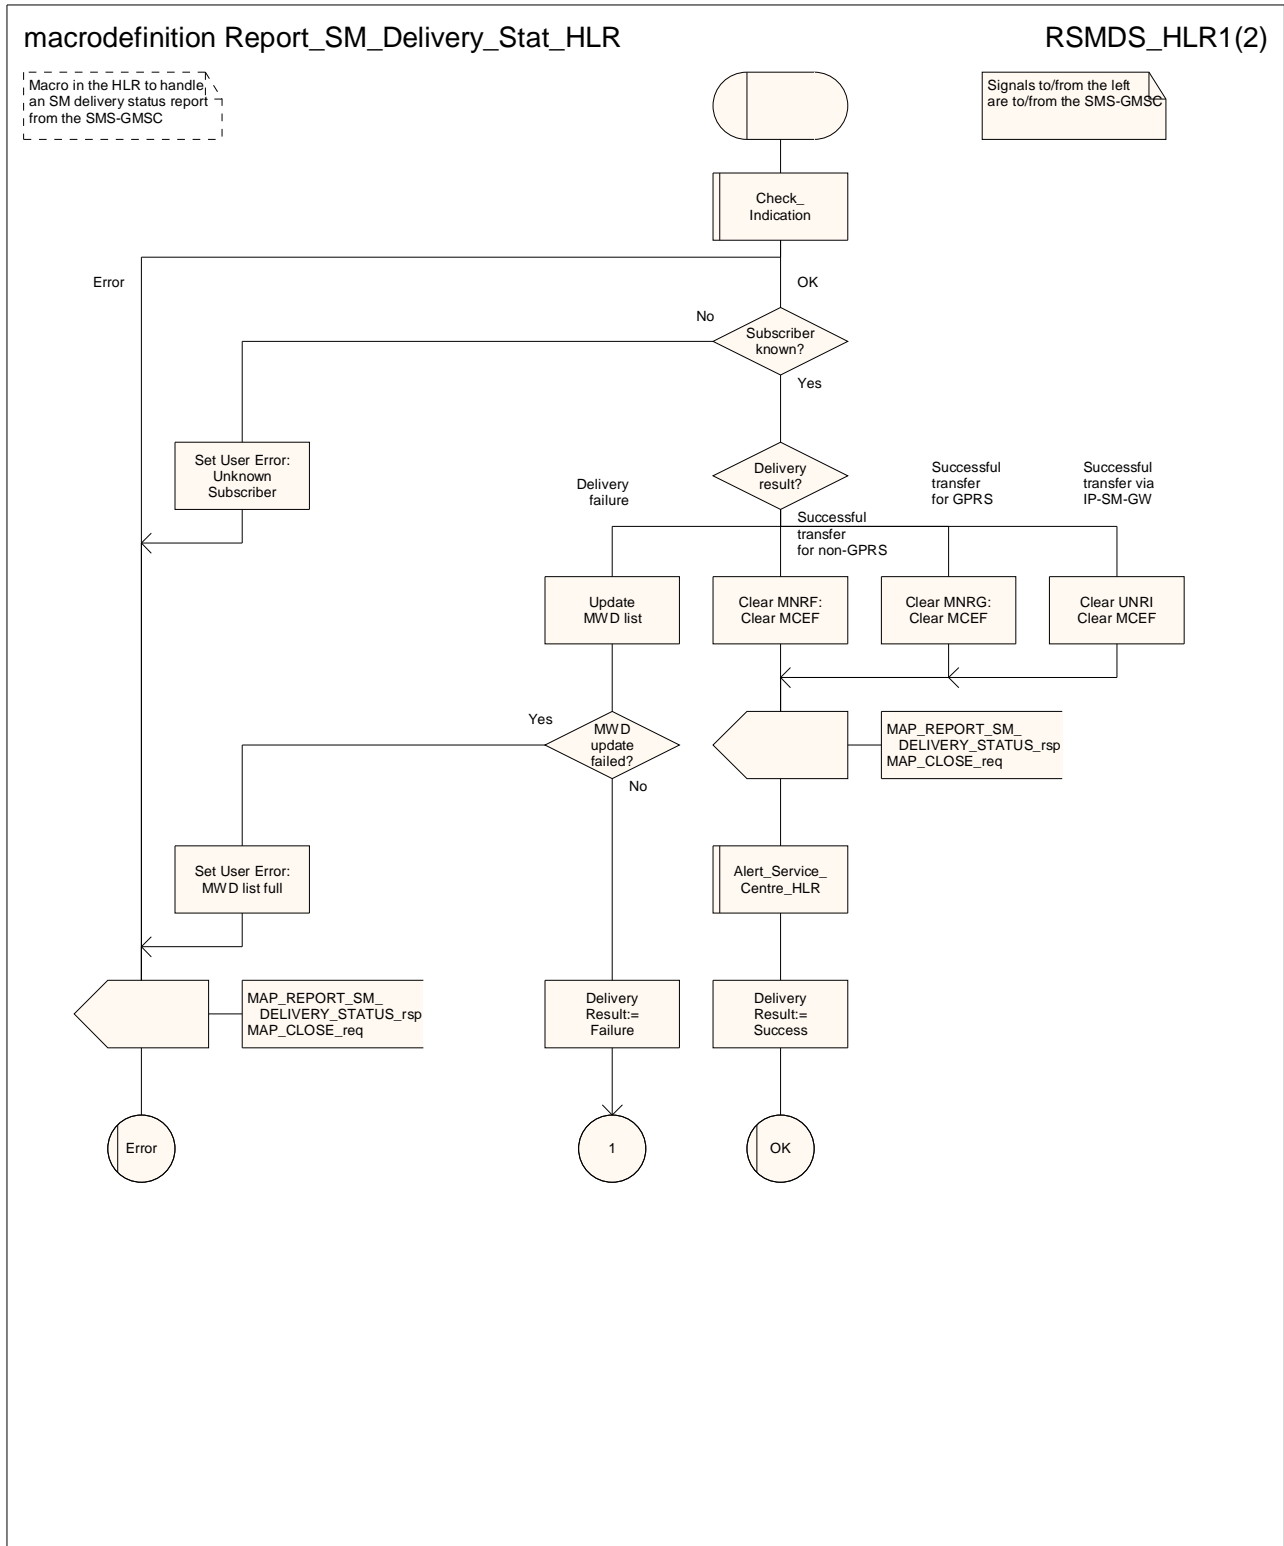 macrodefinition Report_SM_Delivery_Stat_HLR
RSMDS_HLR1(2)
Macro in the HLR to handle
an SM delivery status report
from the SMS-GMSC
Signals to/from the left
are to/from the SMS-GMSC
Check_
Indication
Error
OK
No
Subscriber
known?
Yes
Set User Error:
Unknown
Subscriber
Delivery
result?
Delivery
failure
Successful
transfer
for non-GPRS
Successful
transfer
for GPRS
Successful
transfer via
IP-SM-GW
Update
MWD list
Clear MNRF:
Clear MCEF
Clear MNRG:
Clear MCEF
Clear UNRI
Clear MCEF
Yes
MWD
update
failed?
No
MAP_REPORT_SM_
DELIVERY_STATUS_rsp
MAP_CLOSE_req
Set User Error:
MWD list full
Alert_Service_
Centre_HLR
MAP_REPORT_SM_
DELIVERY_STATUS_rsp
MAP_CLOSE_req
Delivery
Result:=
Failure
Delivery
Result:=
Success
Error
1
OK